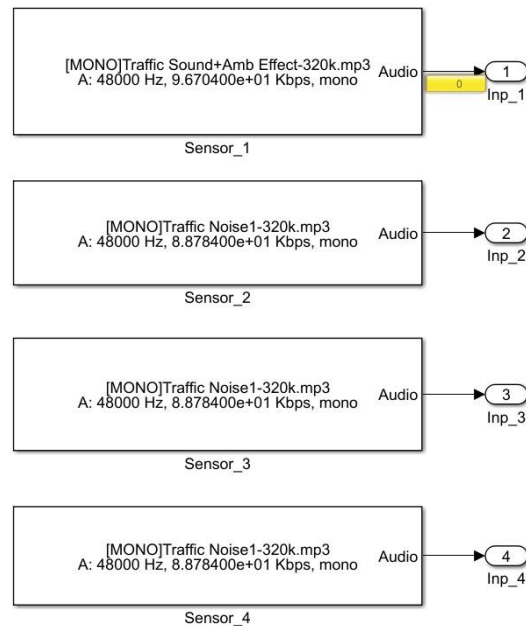 [MONO]Traffic Sound+Amb Effect-320k.mp3
A: 48000 Hz, 9.670400e+01 Kbps, mono
Audio
0
1
Inp_1
Sensor_1
[MONO]Traffic Noise1-320k.mp3
A: 48000 Hz, 8.878400e+01 Kbps, mono
Audio
2
Inp_2
Sensor_2
[MONO]Traffic Noise1-320k.mp3
A: 48000 Hz, 8.878400e+01 Kbps, mono
Audio
3
Inp_3
Sensor_3
[MONO]Traffic Noise1-320k.mp3
A: 48000 Hz, 8.878400e+01 Kbps, mono
Audio
4
Inp_4
Sensor_4